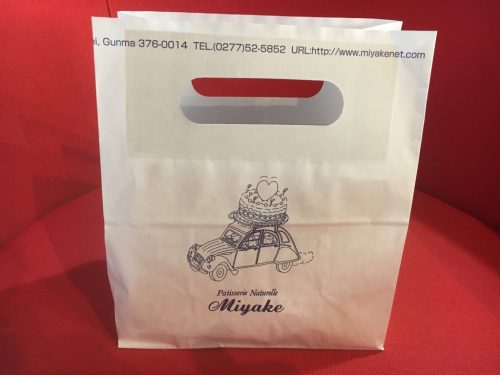 Gunma 376-0014 TEL.(0277)52-5852 URL:http://www.miyakenet.com
Patisserie Naturelle
Miyake